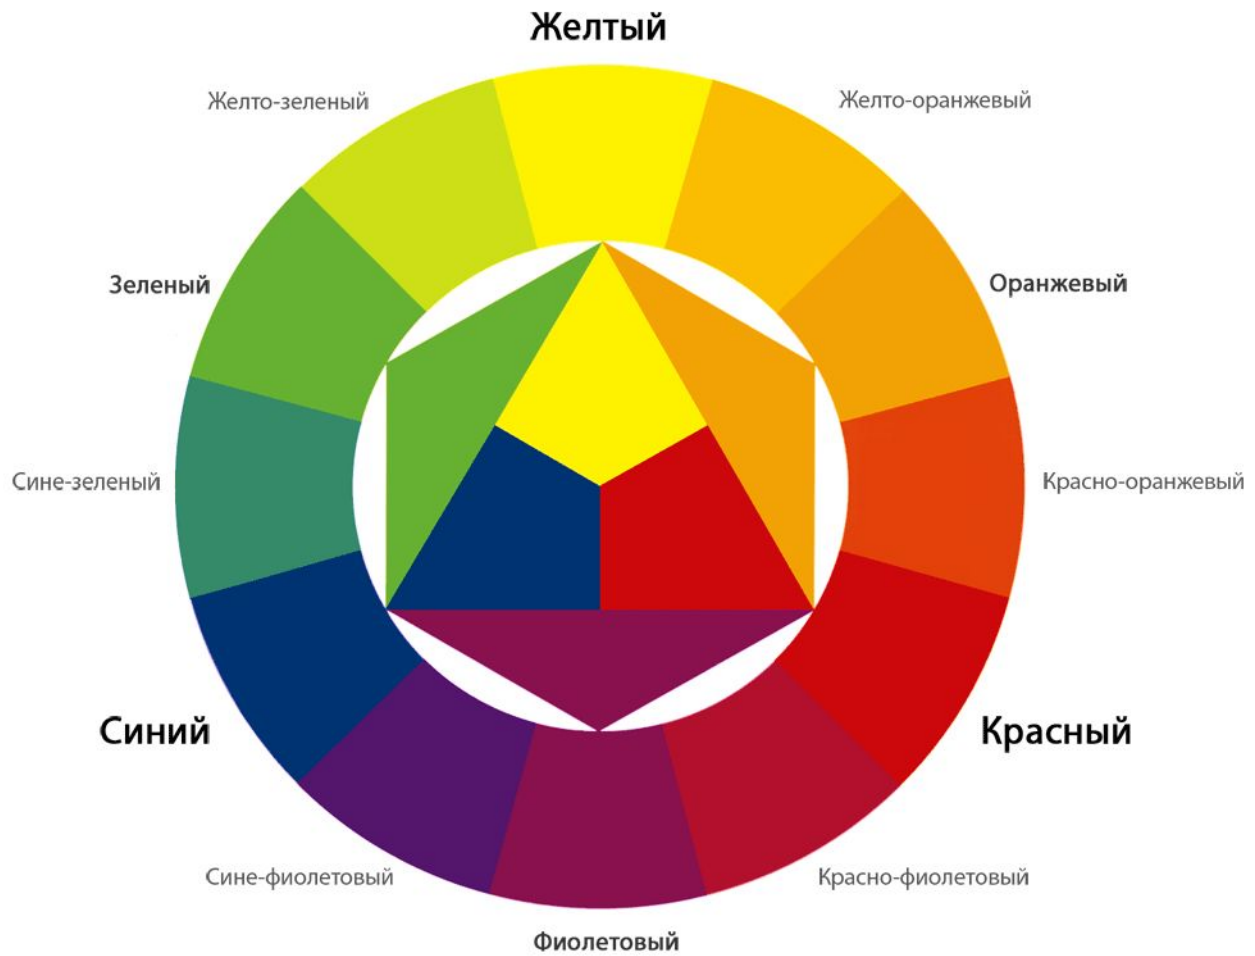 Желтый
Желто-зеленый
Желто-оранжевый
Зеленый
Оранжевый
Сине-зеленый
Красно-оранжевый
Синий
Красный
Сине-фиолетовый
Красно-фиолетовый
Фиолетовый